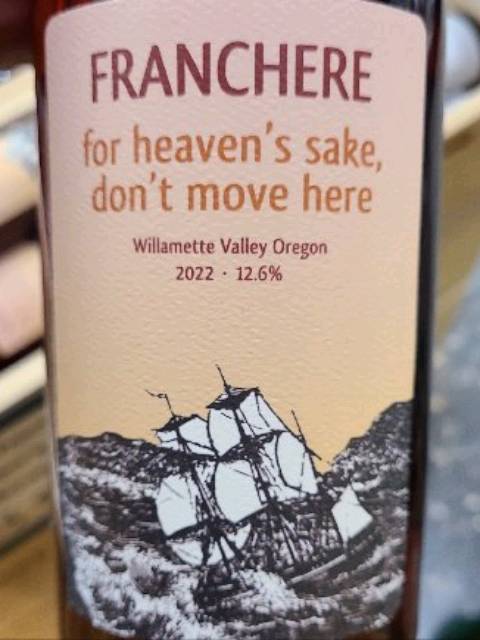 FRANCHERE
for heaven's sake,
don't move here
Willamette Valley Oregon
2022 · 12.6%